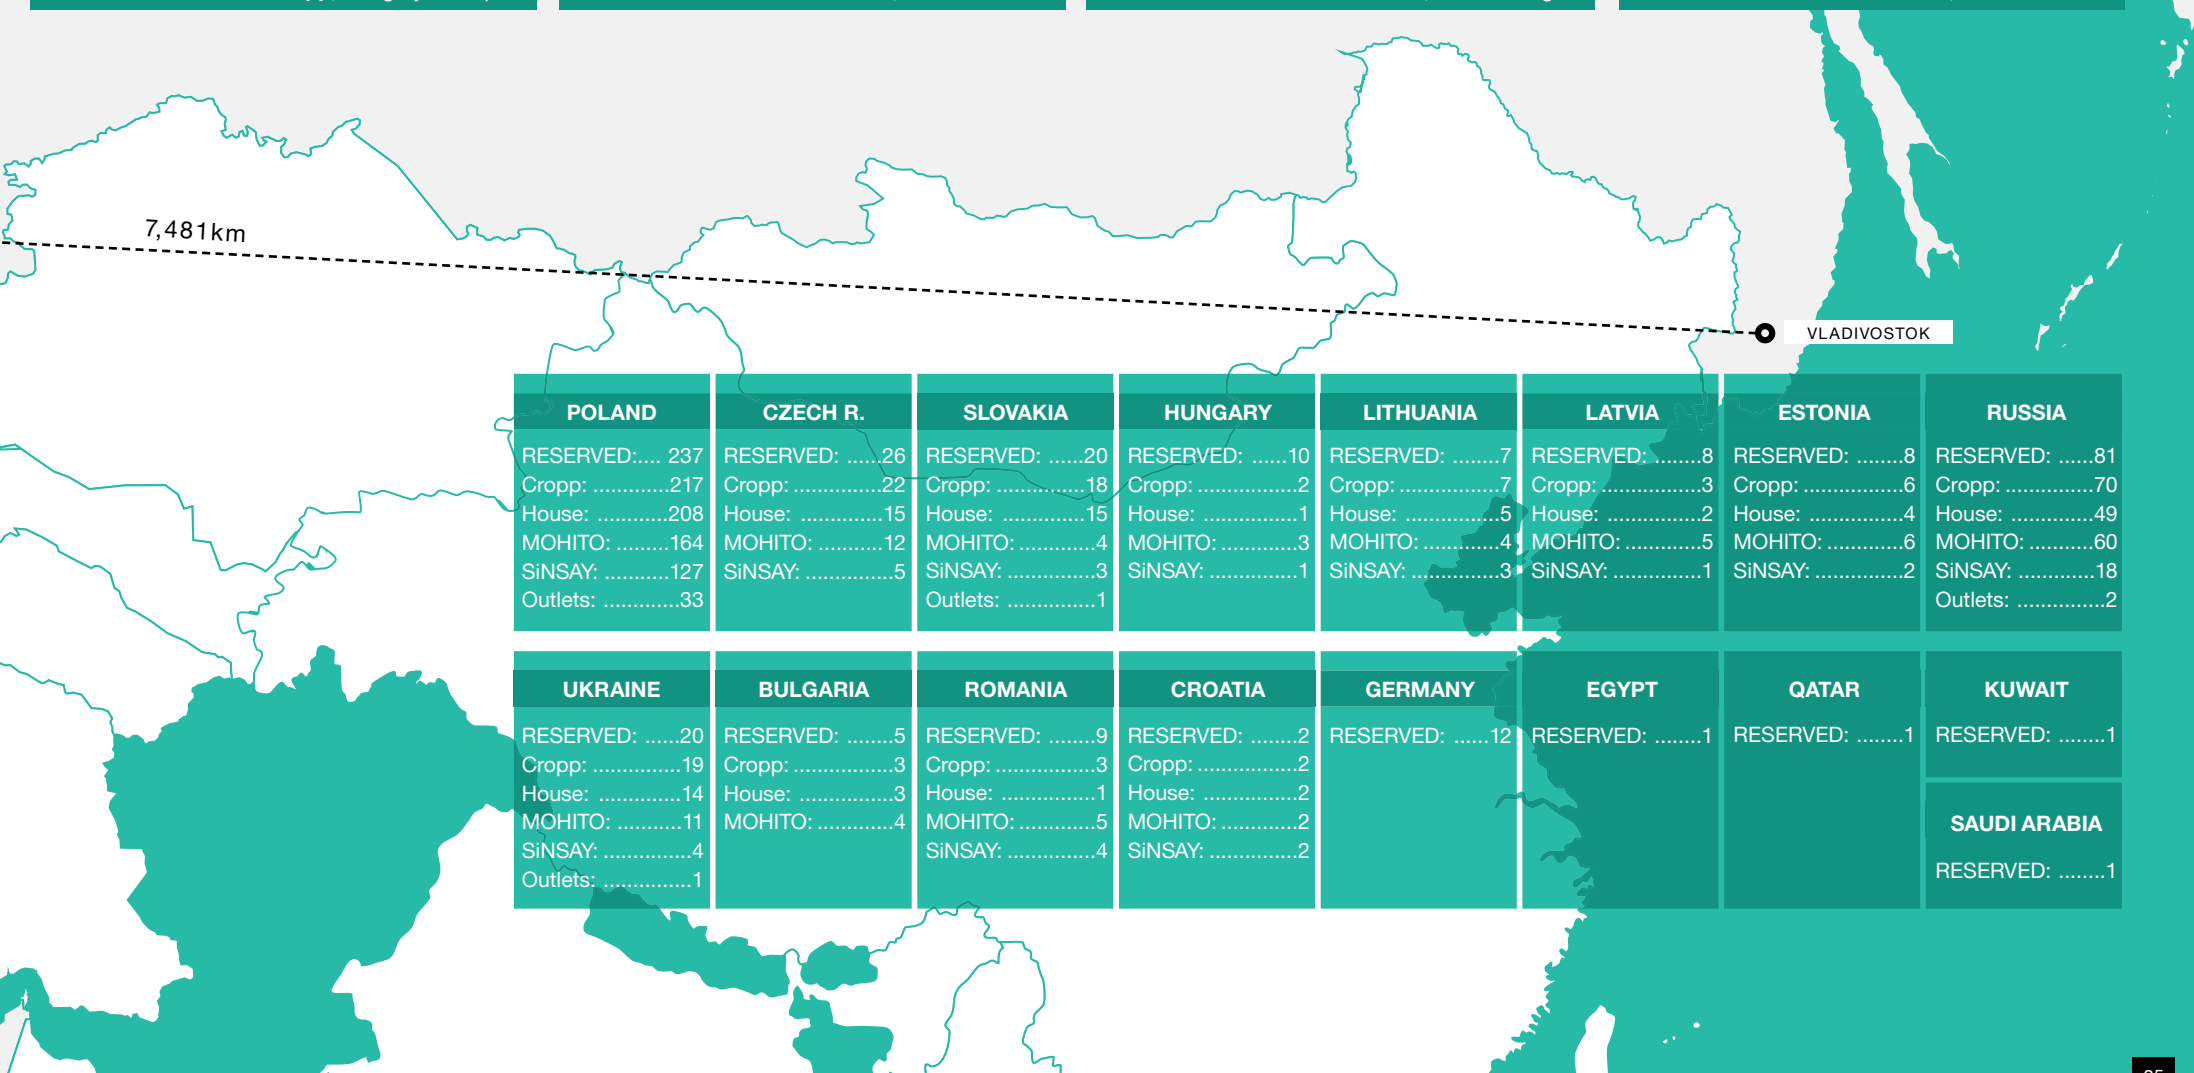 7,481km
VLADIVOSTOK
POLAND
RESERVED:.... 237
Cropp: .............217
House: ............208
MOHITO: .........164
SiNSAY: ...........127
Outlets: .............33
CZECH R.
RESERVED: .....26
Cropp: ...............22
House: ..............15
MOHITO: ...........12
SiNSAY: ...............5
SLOVAKIA
RESERVED: ......20
Cropp: ...............18
House: ..............15
MOHITO: .............4
SiNSAY: ...............3
Outlets: ...............1
HUNGARY
RESERVED: ......10
Cropp: .................2
House: ................1
MOHITO: .............3
SiNSAY: ...............1
LITHUANIA
RESERVED: ........7
Cropp: .................7
House: ................5
MOHITO: .............4
SiNSAY: ...............3
LATVIA
RESERVED: ........8
Cropp: .................3
House: ................2
MOHITO: .............5
SiNSAY: ...............1
ESTONIA
RESERVED: ........8
Cropp: .................6
House: ................4
MOHITO: .............6
SiNSAY: ...............2
RUSSIA
RESERVED: ......81
Cropp: ...............70
House: ..............49
MOHITO: ...........60
SiNSAY: .............18
Outlets: ...............2
UKRAINE
RESERVED: ......20
Cropp: ...............19
House: ..............14
MOHITO: ...........11
SiNSAY: ...............4
Outlets: ...............1
BULGARIA
RESERVED: ........5
Cropp: .................3
House: ................3
MOHITO: .............4
ROMANIA
RESERVED: ........9
Cropp: .................3
House: ................1
MOHITO: .............5
SiNSAY: ...............4
CROATIA
RESERVED: ........2
Cropp: .................2
House: ................2
MOHITO: .............2
SiNSAY: ...............2
GERMANY
RESERVED: ......12
EGYPT
RESERVED: ........1
QATAR
RESERVED: ........1
KUWAIT
RESERVED: ........1
SAUDI ARABIA
RESERVED: ........1